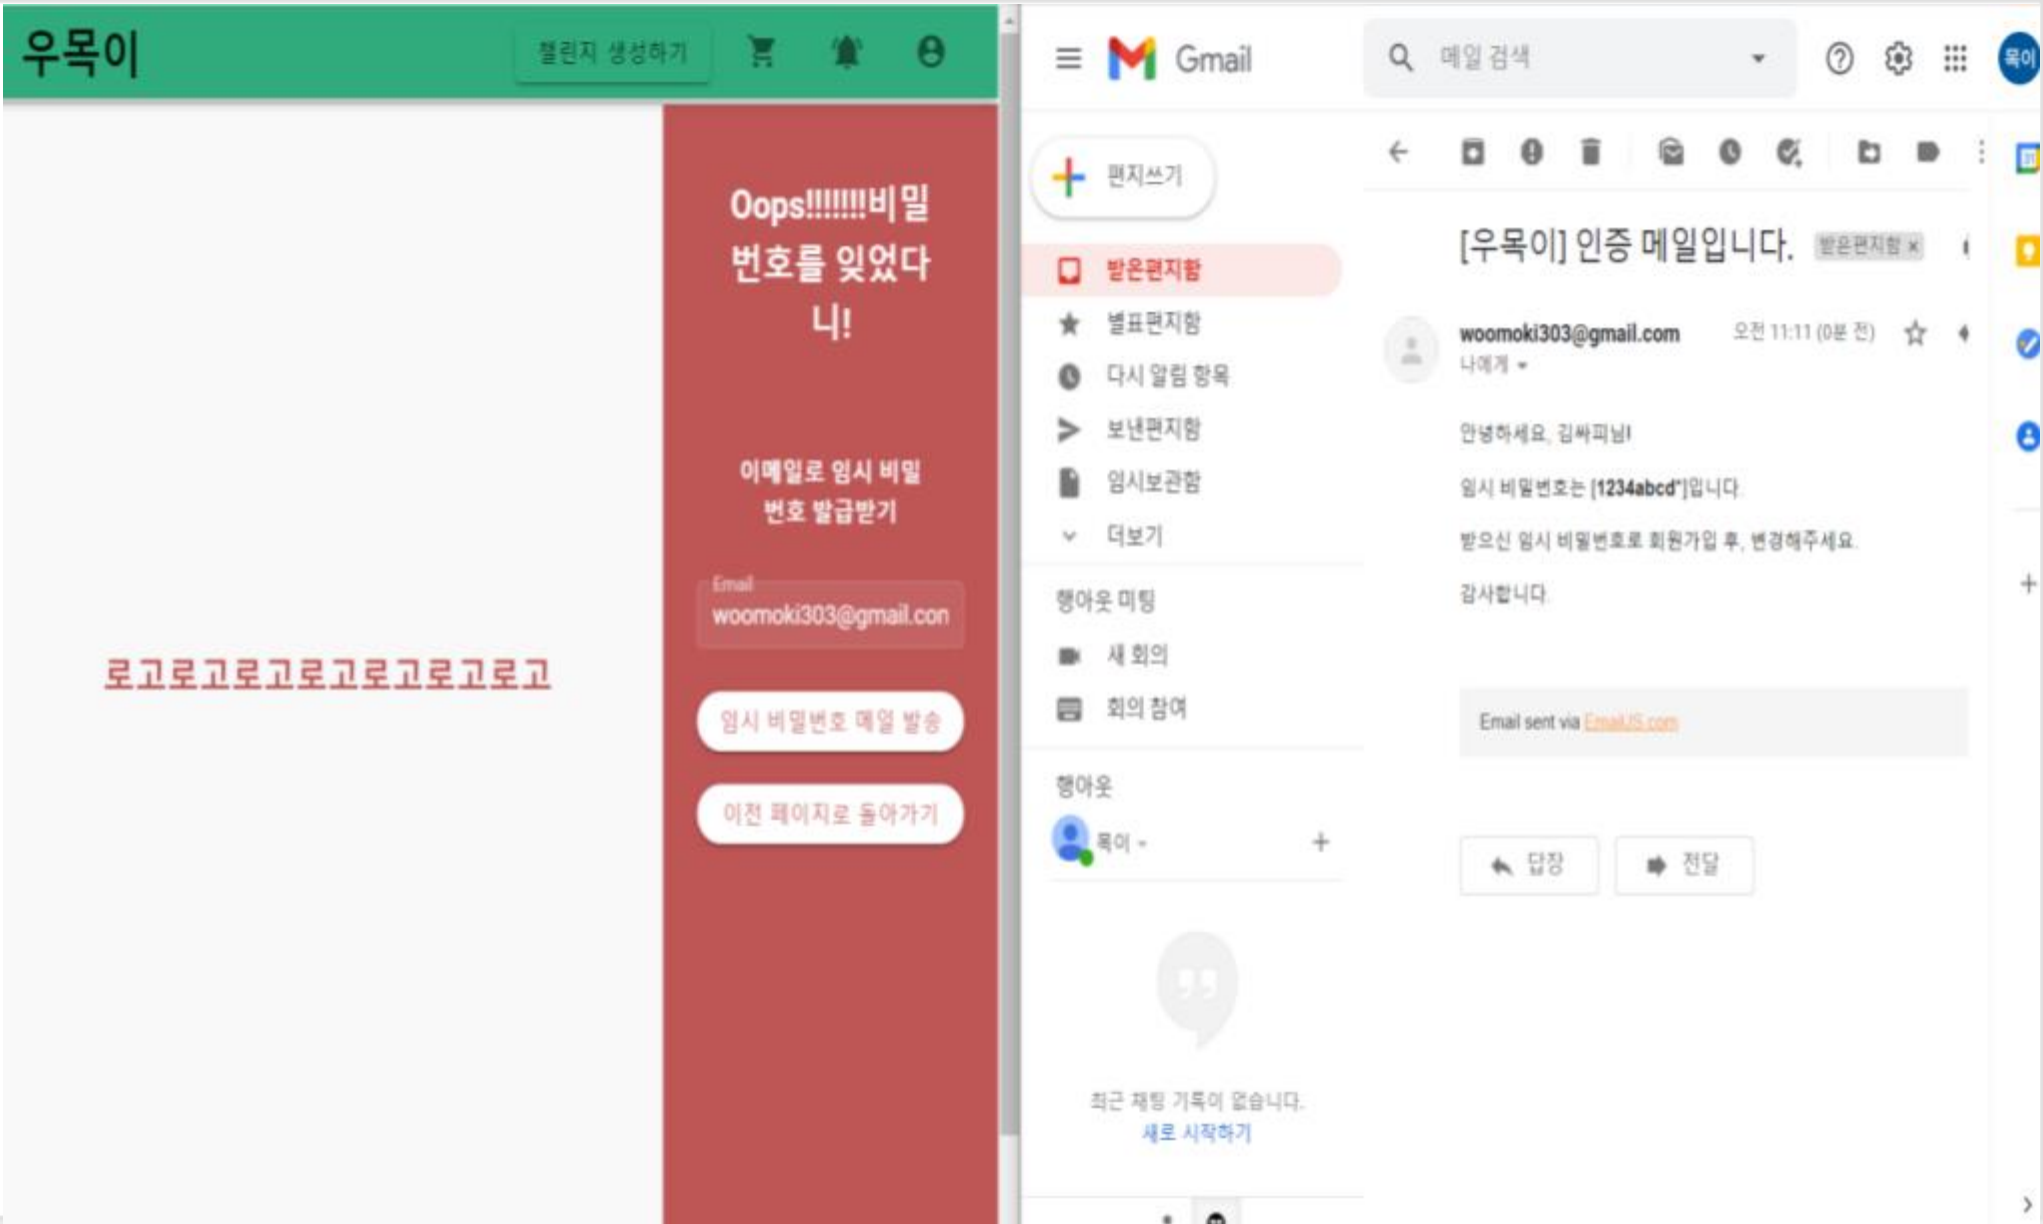 우목이
챌린지 생성하기
Oops!!!!!!!비밀
번호를 잊었다
니!
이메일로 임시 비밀
번호 발급받기
Email
woomoki303@gmail.con
임시 비밀번호 메일 발송
이전 페이지로 돌아가기
로고로고로고로고로고로고로고
Gmail
메일 검색
목이
편지쓰기
받은편지함
별표편지함
다시 알림 항목
보낸편지함
임시보관함
더보기
행아웃 미팅
새 회의
회의 참여
행아웃
목이
최근 채팅 기록이 없습니다.
새로 시작하기
[우목이] 인증 메일입니다.
받은편지함 ×
woomoki303@gmail.com
오전 11:11 (0분 전)
나에게
안녕하세요, 김싸피님!
임시 비밀번호는 [1234abcd*]입니다.
받으신 임시 비밀번호로 회원가입 후, 변경해주세요.
감사합니다.
Email sent via EmailJS.com
답장
전달
31